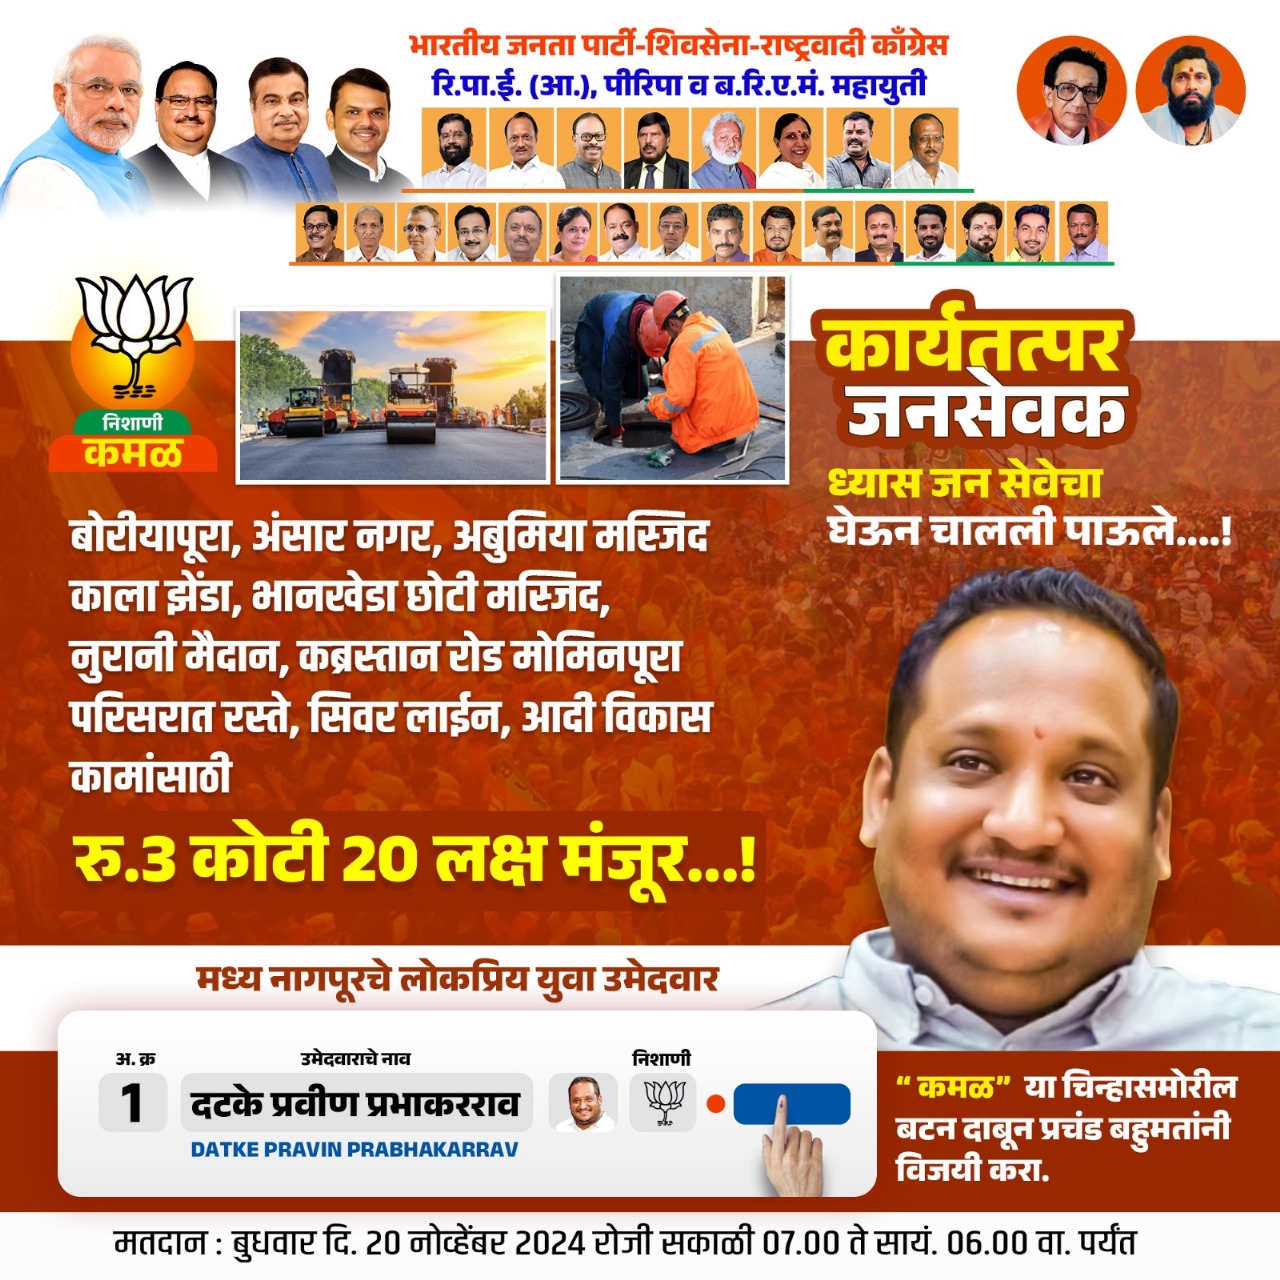 भारतीय जनता पार्टी-शिवसेना-राष्ट्रवादी काँग्रेस
रि.पा.ई. (आ.), पीरिपा व ब.रि.ए.मं. महायुती
निशाणी
कमळ
कार्यतत्पर
जनसेवक
ध्यास जन सेवेचा
घेऊन चालली पाऊले....!
बोरीयापूरा, अंसार नगर, अबुमिया मस्जिद
काला झेंडा, भानखेडा छोटी मस्जिद,
नुरानी मैदान, कब्रस्तान रोड मोमिनपूरा
परिसरात रस्ते, सिवर लाईन, आदी विकास
कामांसाठी
रु.3 कोटी 20 लक्ष मंजूर...!
मध्य नागपूरचे लोकप्रिय युवा उमेदवार
अ. क्र उमेदवाराचे नाव निशाणी
1 दटके प्रवीण प्रभाकरराव
DATKE PRAVIN PRABHAKARRAV
“ कमळ” या चिन्हासमोरील
बटन दाबून प्रचंड बहुमतांनी
विजयी करा.
मतदान : बुधवार दि. 20 नोव्हेंबर 2024 रोजी सकाळी 07.00 ते सायं. 06.00 वा. पर्यंत